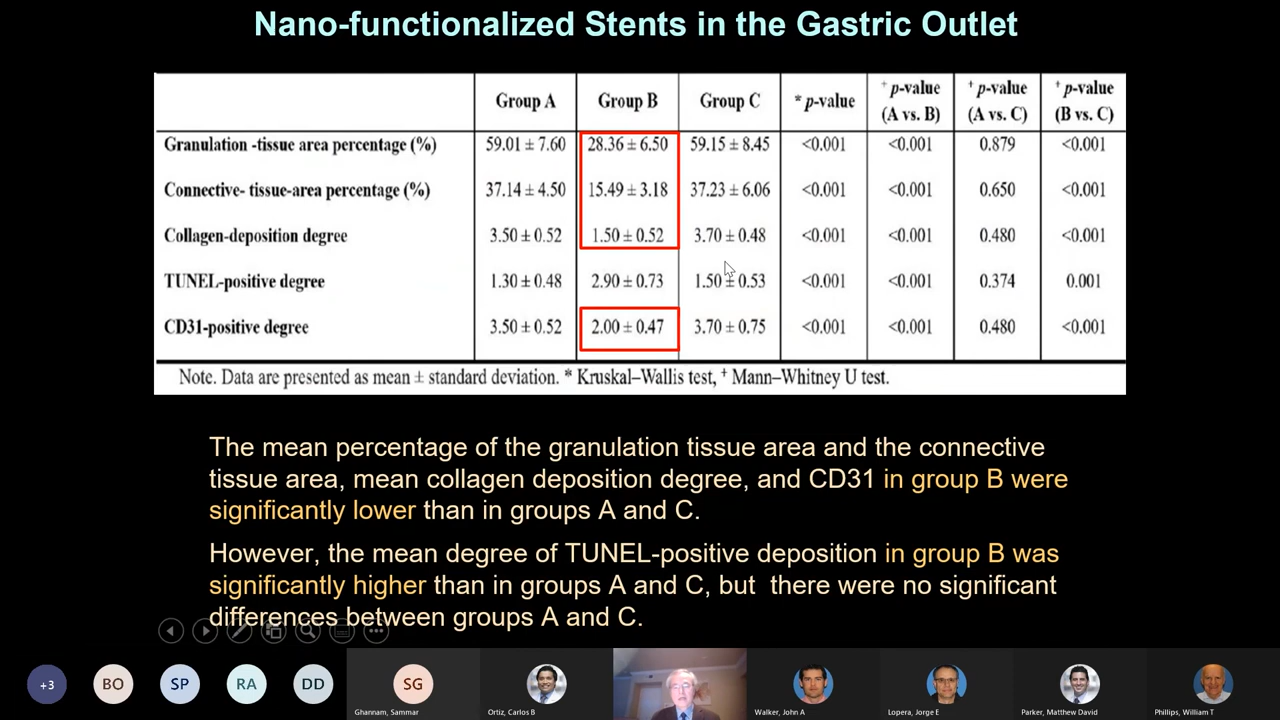 Nano-functionalized Stents in the Gastric Outlet
Group A Group B Group C * p-value † p-value (A vs. B) † p-value (A vs. C) † p-value (B vs. C)
Granulation -tissue area percentage (%) 59.01 ± 7.60 28.36 ± 6.50 59.15 ± 8.45 <0.001 <0.001 0.879 <0.001
Connective- tissue-area percentage (%) 37.14 ± 4.50 15.49 ± 3.18 37.23 ± 6.06 <0.001 <0.001 0.650 <0.001
Collagen-deposition degree 3.50 ± 0.52 1.50 ± 0.52 3.70 ± 0.48 <0.001 <0.001 0.480 <0.001
TUNEL-positive degree 1.30 ± 0.48 2.90 ± 0.73 1.50 ± 0.53 <0.001 <0.001 0.374 0.001
CD31-positive degree 3.50 ± 0.52 2.00 ± 0.47 3.70 ± 0.75 <0.001 <0.001 0.480 <0.001
Note. Data are presented as mean ± standard deviation. * Kruskal–Wallis test, † Mann–Whitney U test.
The mean percentage of the granulation tissue area and the connective
tissue area, mean collagen deposition degree, and CD31 in group B were
significantly lower than in groups A and C.
However, the mean degree of TUNEL-positive deposition in group B was
significantly higher than in groups A and C, but there were no significant
differences between groups A and C.
+3 BO SP RA DD SG
Ghannam, Sammar Ortiz, Carlos B Walker, John A Lopera, Jorge E Parker, Matthew David Phillips, William T